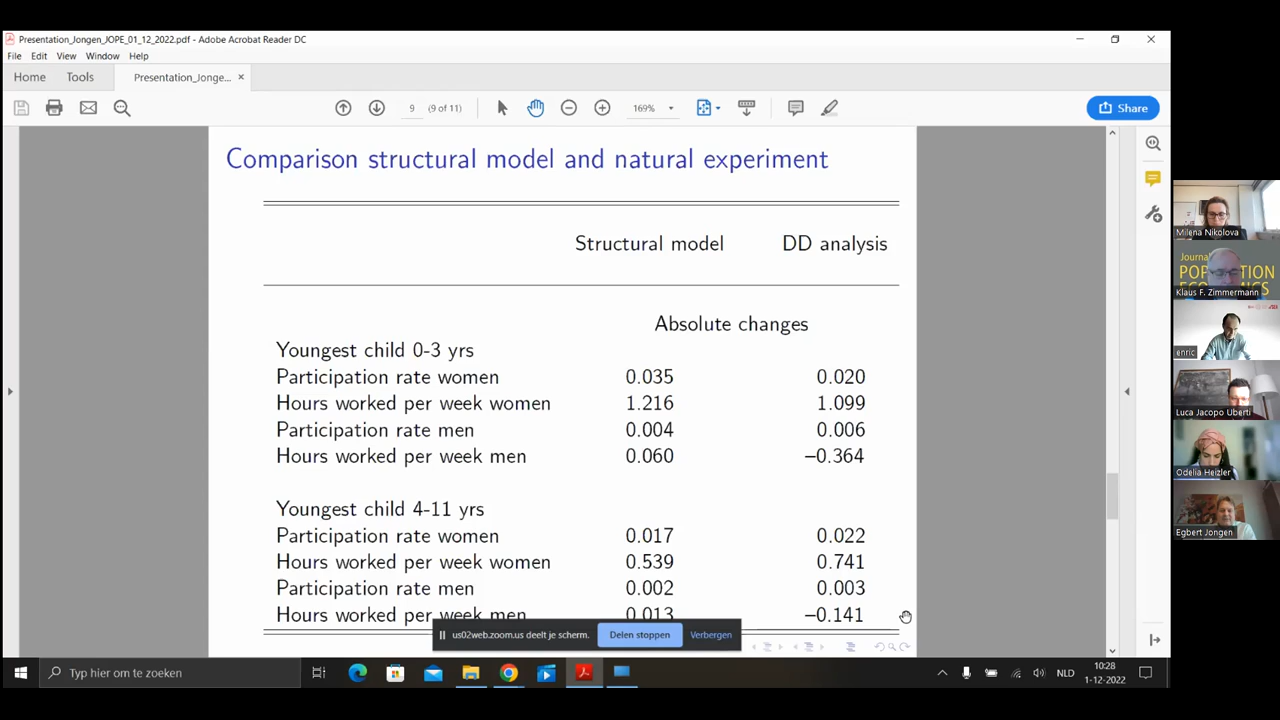 Presentation_Jongen_JOPE_01_12_2022.pdf - Adobe Acrobat Reader DC
File Edit View Window Help
Home Tools Presentation_Jonge... ×
9 (9 of 11) 169% Share
Comparison structural model and natural experiment
Structural model DD analysis
Absolute changes
Youngest child 0-3 yrs
Participation rate women 0.035 0.020
Hours worked per week women 1.216 1.099
Participation rate men 0.004 0.006
Hours worked per week men 0.060 –0.364
Youngest child 4-11 yrs
Participation rate women 0.017 0.022
Hours worked per week women 0.539 0.741
Participation rate men 0.002 0.003
Hours worked per week men 0.013 –0.141
us02web.zoom.us deelt je scherm. Delen stoppen Verbergen
Milena Nikolova
Journal
POPULATION
Klaus F. Zimmermann
enric
Luca Jacopo Uberti
Odelia Heizler
Egbert Jongen
Typ hier om te zoeken
NLD 10:28
1-12-2022